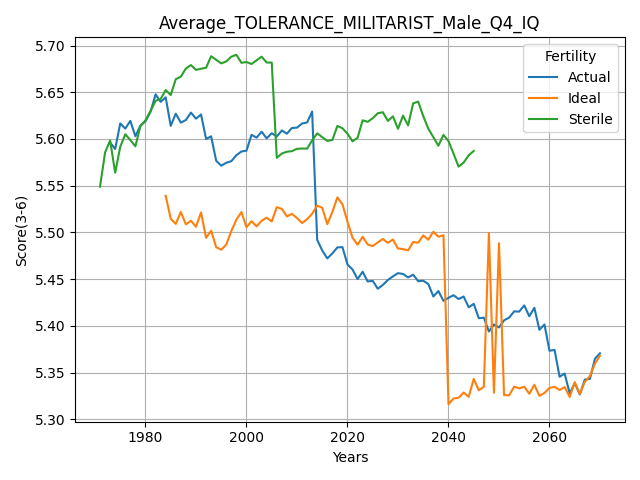 Average_TOLERANCE_MILITARIST_Male_Q4_IQ
Fertility
Actual
Ideal
Sterile
Score(3-6)
5.70
5.65
5.60
5.55
5.50
5.45
5.40
5.35
5.30
1980 2000 2020 2040 2060
Years